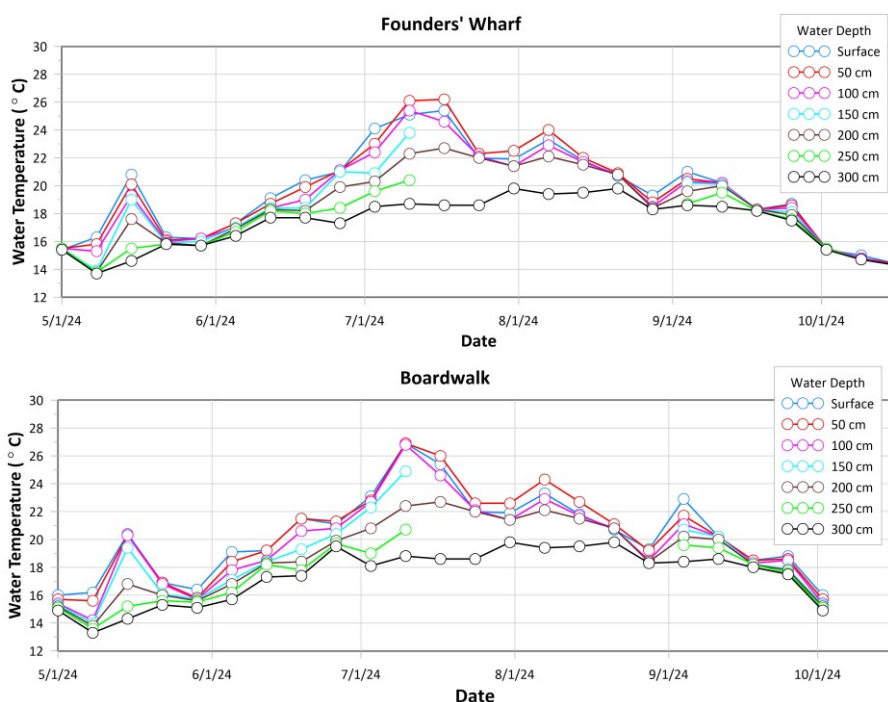 Founders' Wharf
Water Depth
Surface
50 cm
100 cm
150 cm
200 cm
250 cm
300 cm
Water Temperature ( ° C)
30
28
26
24
22
20
18
16
14
12
5/1/24 6/1/24 7/1/24 8/1/24 9/1/24 10/1/24
Date
Boardwalk
Water Depth
Surface
50 cm
100 cm
150 cm
200 cm
250 cm
300 cm
Water Temperature ( ° C)
30
28
26
24
22
20
18
16
14
12
5/1/24 6/1/24 7/1/24 8/1/24 9/1/24 10/1/24
Date